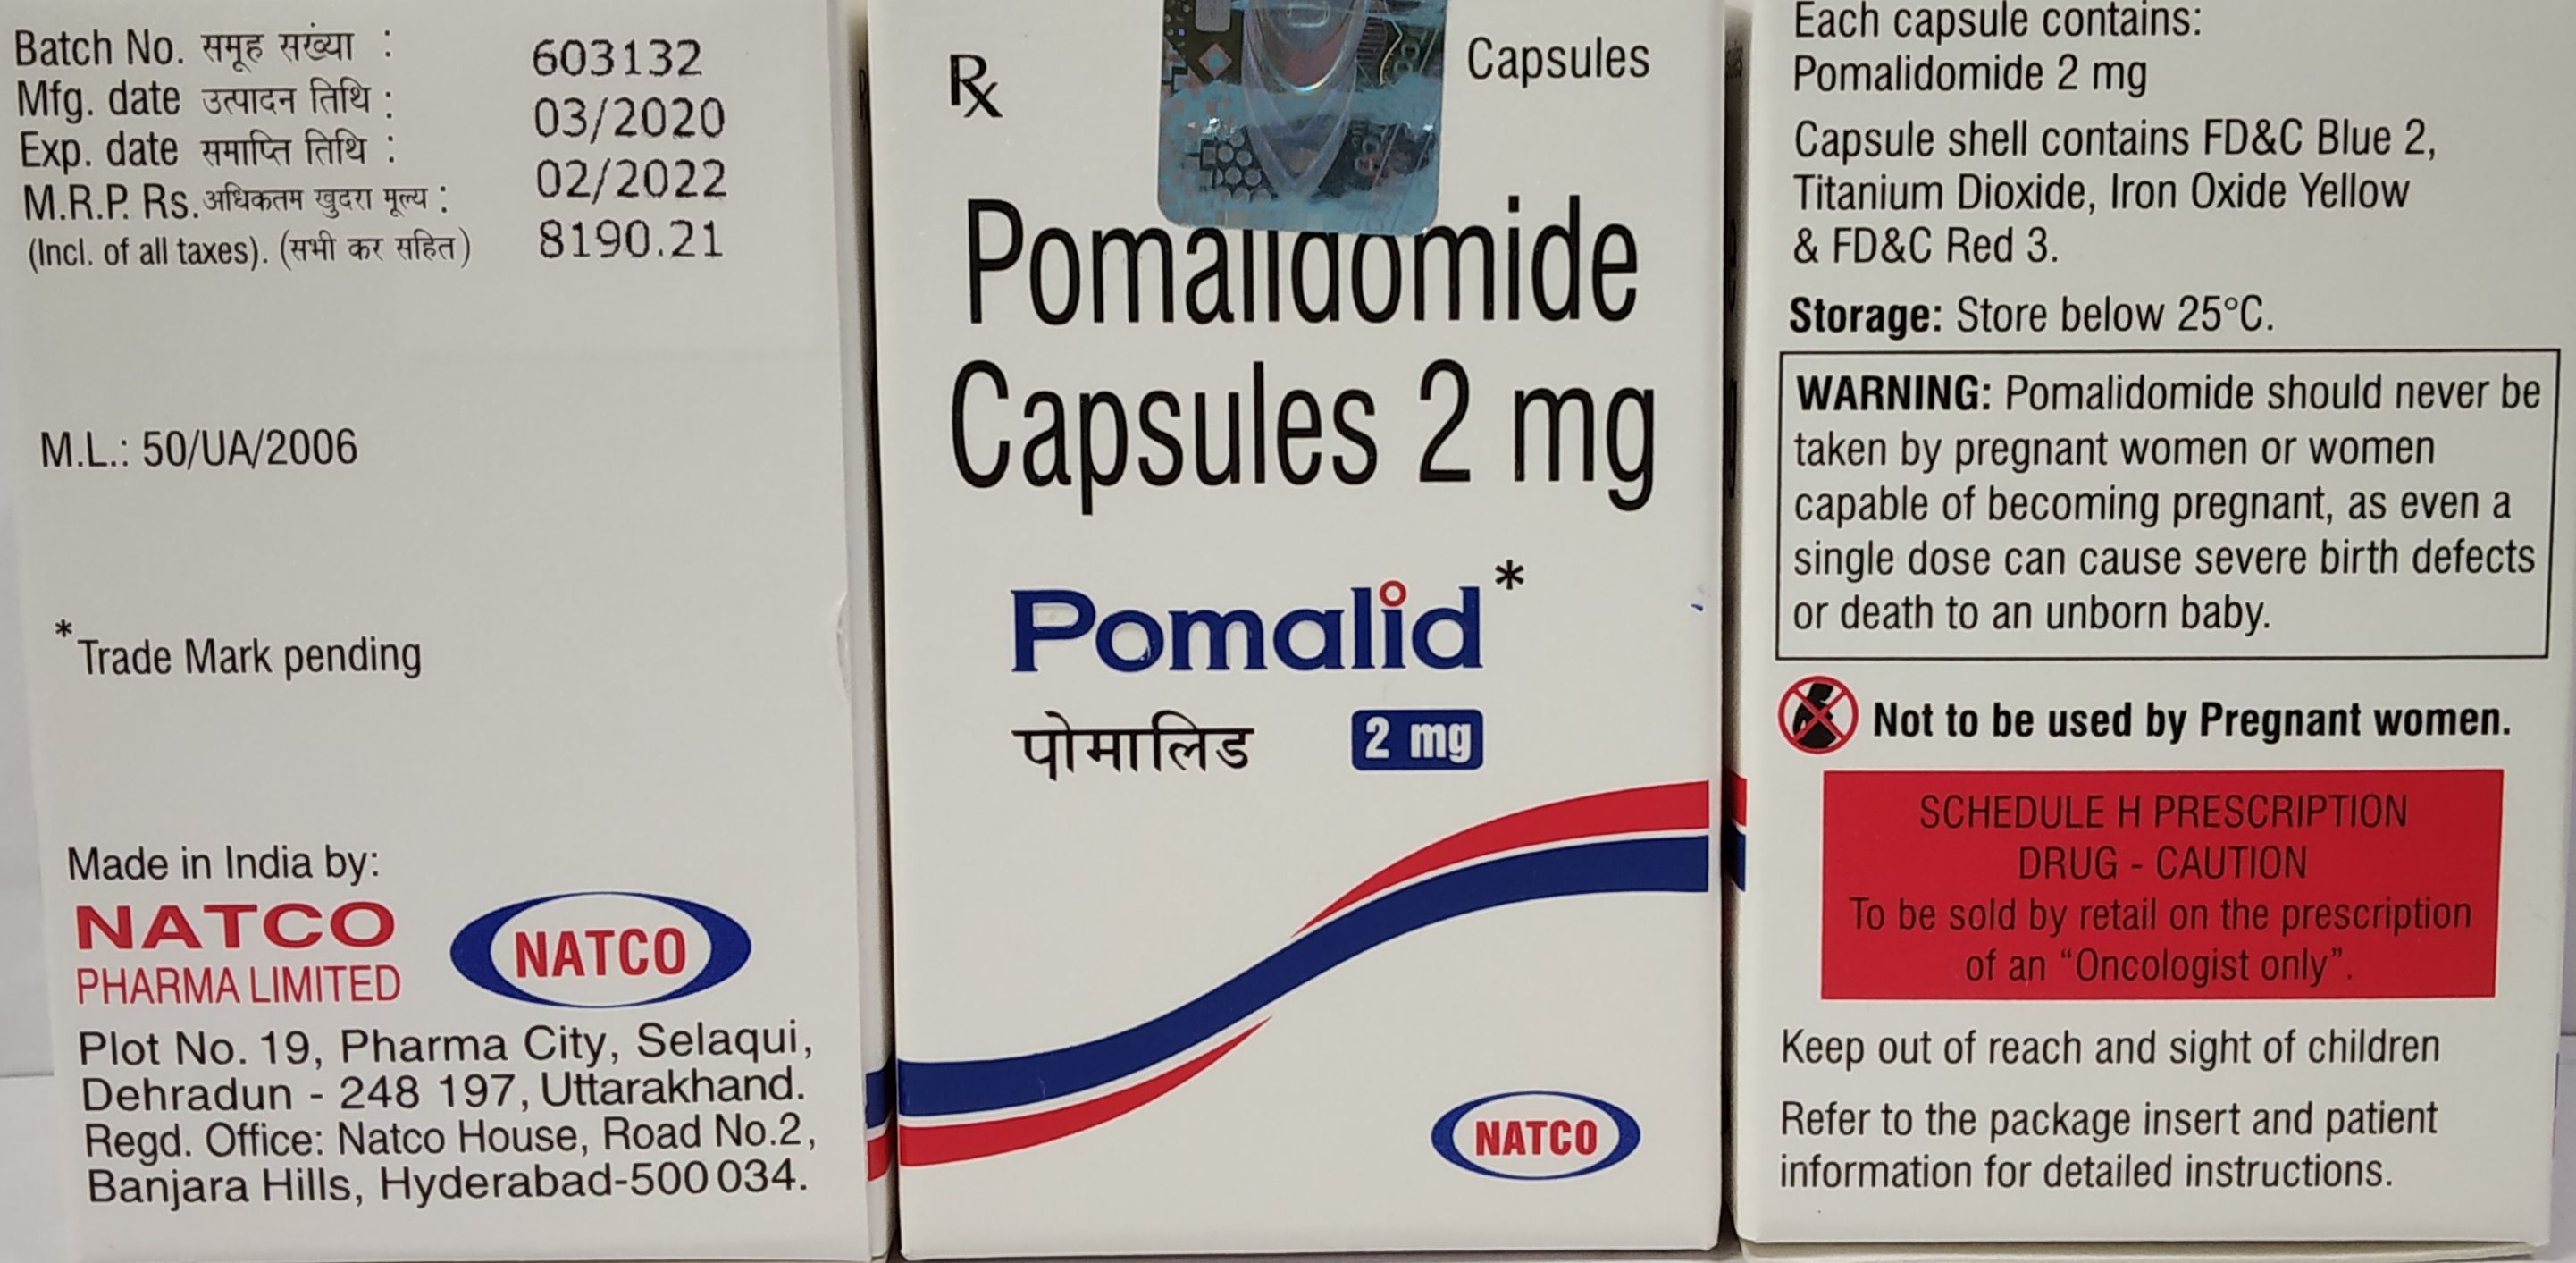 Batch No. समूह संख्या : 603132
Mfg. date उत्पादन तिथि : 03/2020
Exp. date समाप्ति तिथि : 02/2022
M.R.P. Rs. अधिकतम खुदरा मूल्य : 8190.21
(Incl. of all taxes). (सभी कर सहित)
M.L.: 50/UA/2006
*Trade Mark pending
Made in India by:
NATCO
PHARMA LIMITED
NATCO
Plot No. 19, Pharma City, Selaqui,
Dehradun - 248 197, Uttarakhand.
Regd. Office: Natco House, Road No.2,
Banjara Hills, Hyderabad-500 034.
Rx
Capsules
Pomalidomide
Capsules 2 mg
Pomalid*
पोमालिड 2 mg
NATCO
Each capsule contains:
Pomalidomide 2 mg
Capsule shell contains FD&C Blue 2,
Titanium Dioxide, Iron Oxide Yellow
& FD&C Red 3.
Storage: Store below 25°C.
WARNING: Pomalidomide should never be
taken by pregnant women or women
capable of becoming pregnant, as even a
single dose can cause severe birth defects
or death to an unborn baby.
Not to be used by Pregnant women.
SCHEDULE H PRESCRIPTION
DRUG - CAUTION
To be sold by retail on the prescription
of an “Oncologist only”.
Keep out of reach and sight of children
Refer to the package insert and patient
information for detailed instructions.